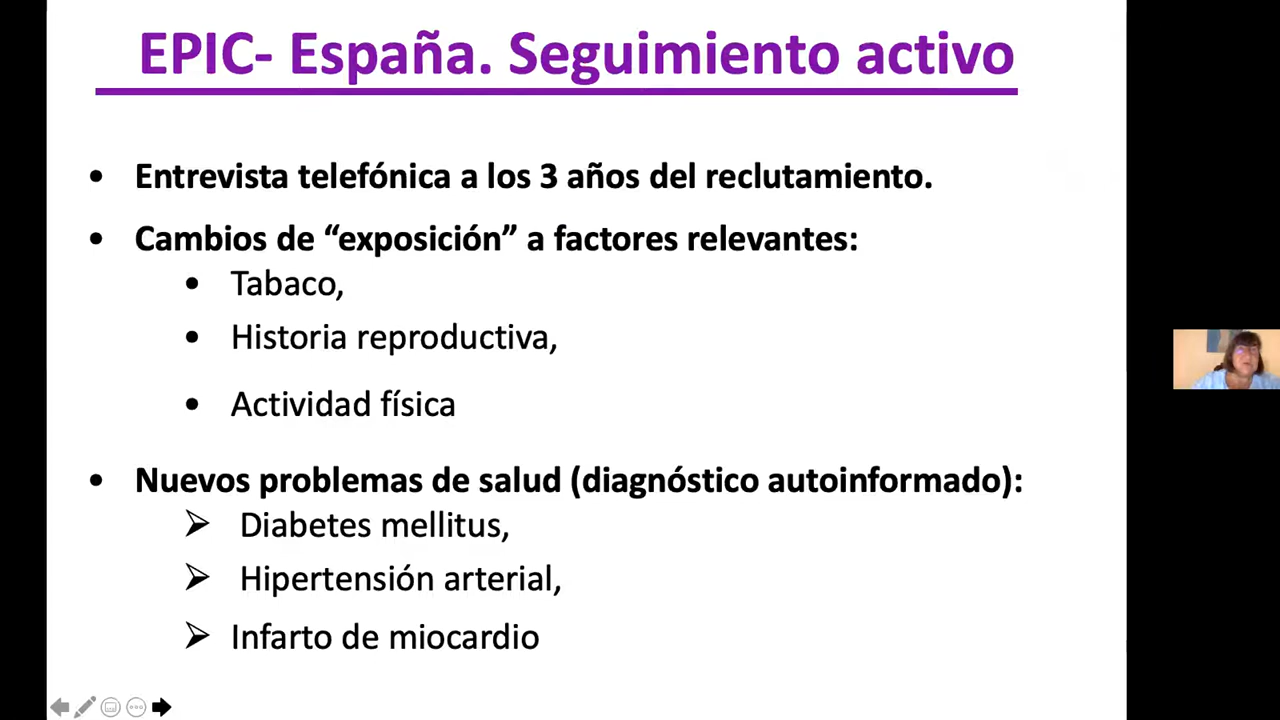 EPIC- España. Seguimiento activo
• Entrevista telefónica a los 3 años del reclutamiento.
• Cambios de “exposición” a factores relevantes:
• Tabaco,
• Historia reproductiva,
• Actividad física
• Nuevos problemas de salud (diagnóstico autoinformado):
➢ Diabetes mellitus,
➢ Hipertensión arterial,
➢ Infarto de miocardio